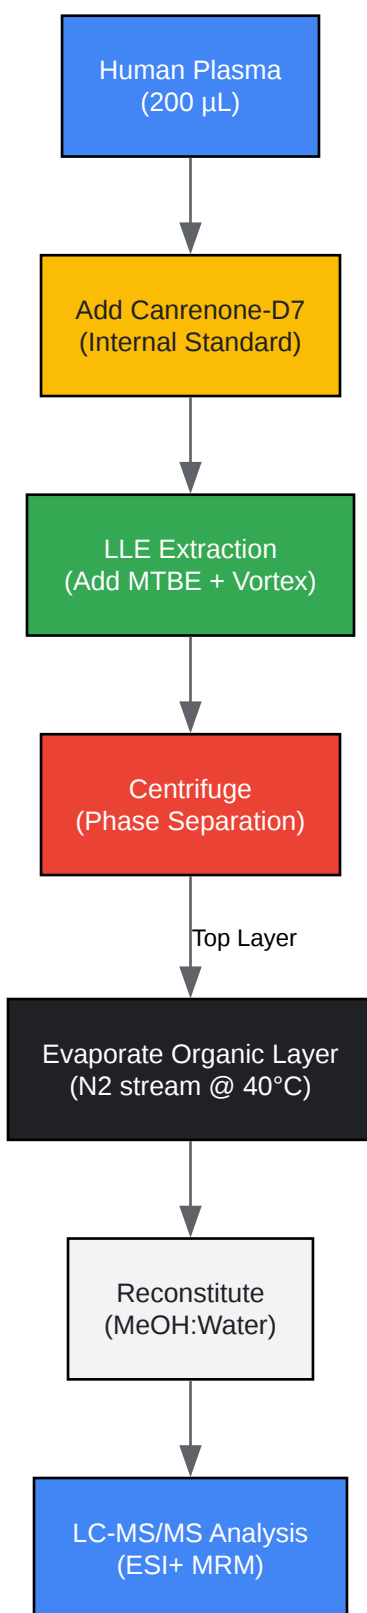 Human Plasma
(200 µL)
Add Canrenone-D7
(Internal Standard)
LLE Extraction
(Add MTBE + Vortex)
Centrifuge
(Phase Separation)
Top Layer
Evaporate Organic Layer
(N2 stream @ 40°C)
Reconstitute
(MeOH:Water)
LC-MS/MS Analysis
(ESI+ MRM)